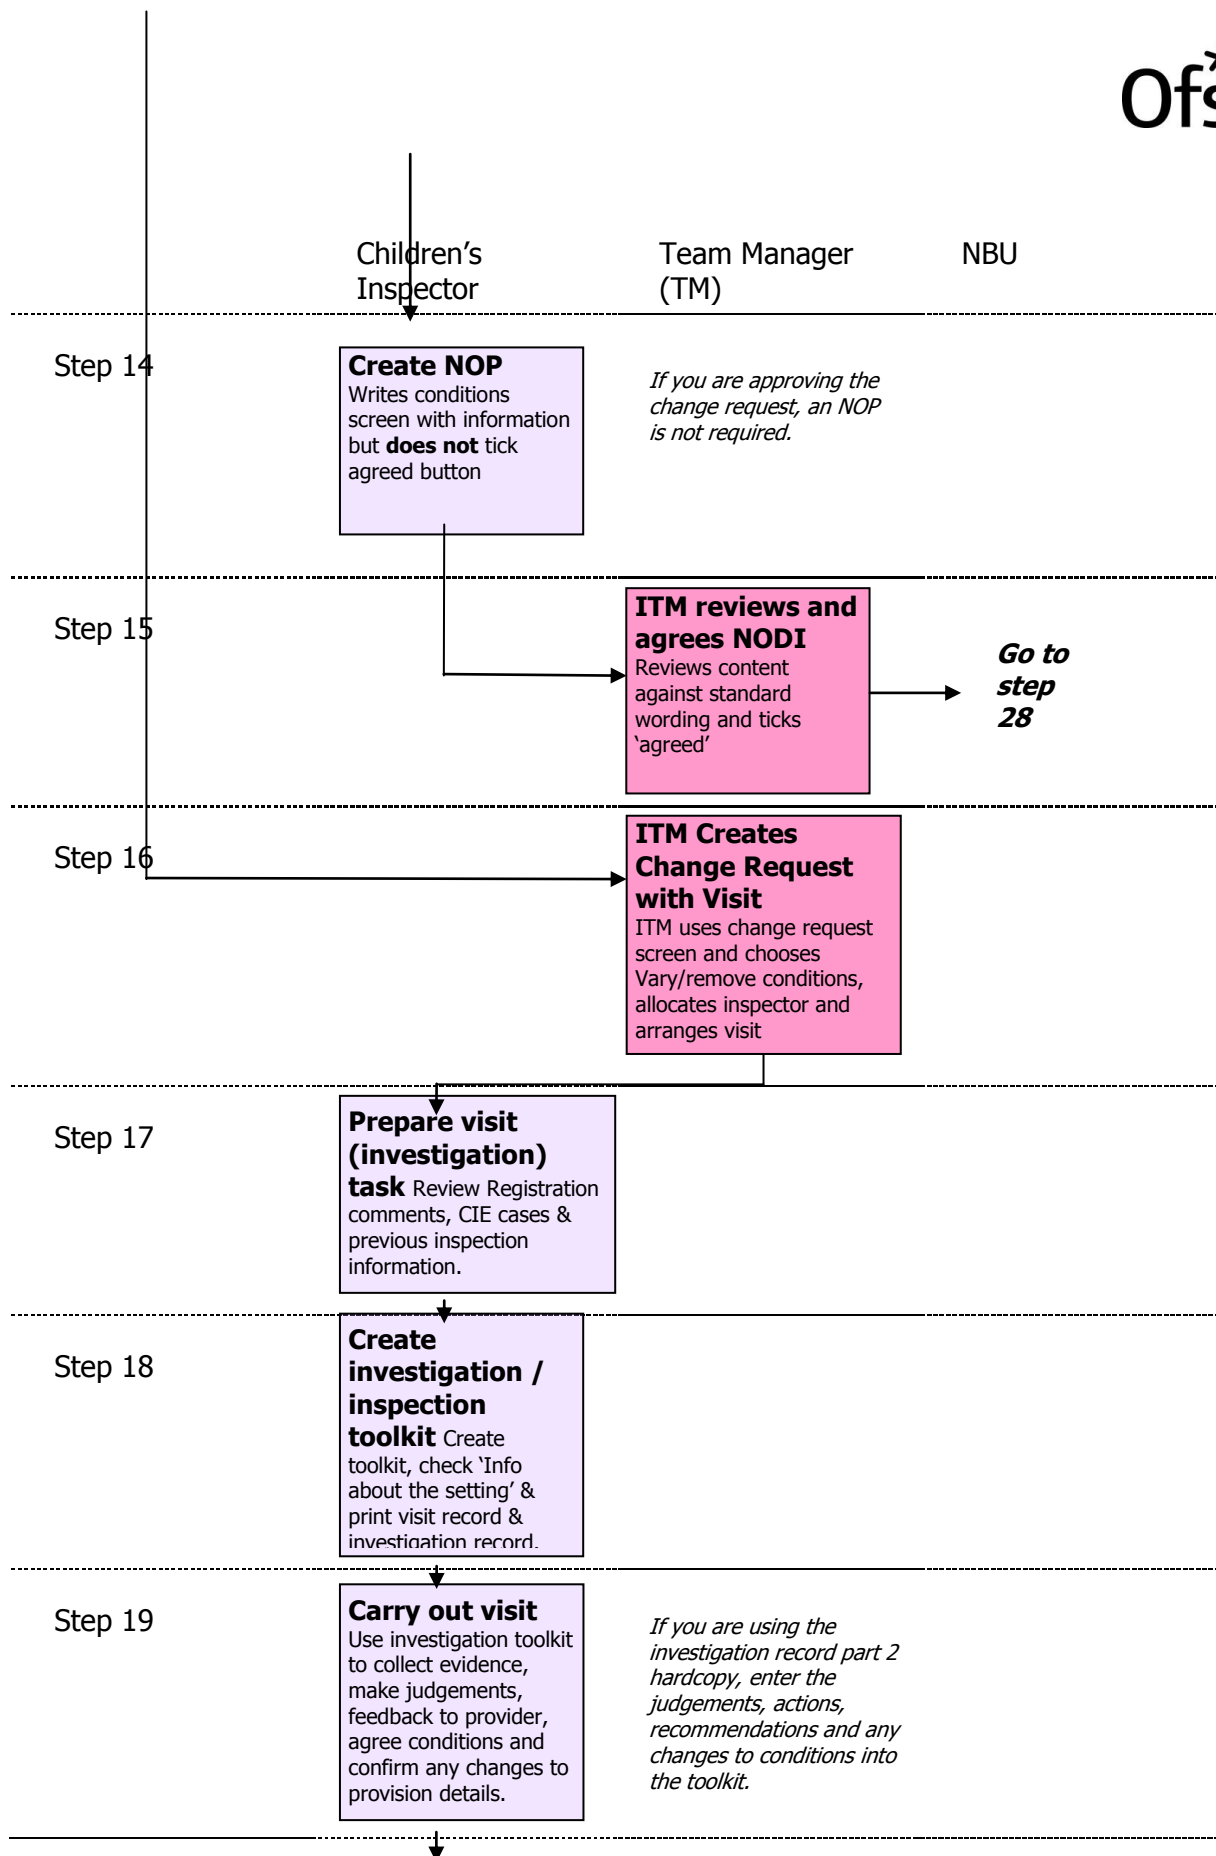 Ofs
Children's
Inspector
Team Manager
(TM)
NBU
Step 14
Create NOP
Writes conditions
screen with information
but does not tick
agreed button
If you are approving the
change request, an NOP
is not required.
Step 15
ITM reviews and
agrees NODI
Reviews content
against standard
wording and ticks
‘agreed’
Go to
step
28
Step 16
ITM Creates
Change Request
with Visit
ITM uses change request
screen and chooses
Vary/remove conditions,
allocates inspector and
arranges visit
Step 17
Prepare visit
(investigation)
task Review Registration
comments, CIE cases &
previous inspection
information.
Step 18
Create
investigation /
inspection
toolkit Create
toolkit, check ‘Info
about the setting’ &
print visit record &
investigation record.
Step 19
Carry out visit
Use investigation toolkit
to collect evidence,
make judgements,
feedback to provider,
agree conditions and
confirm any changes to
provision details.
If you are using the
investigation record part 2
hardcopy, enter the
judgements, actions,
recommendations and any
changes to conditions into
the toolkit.